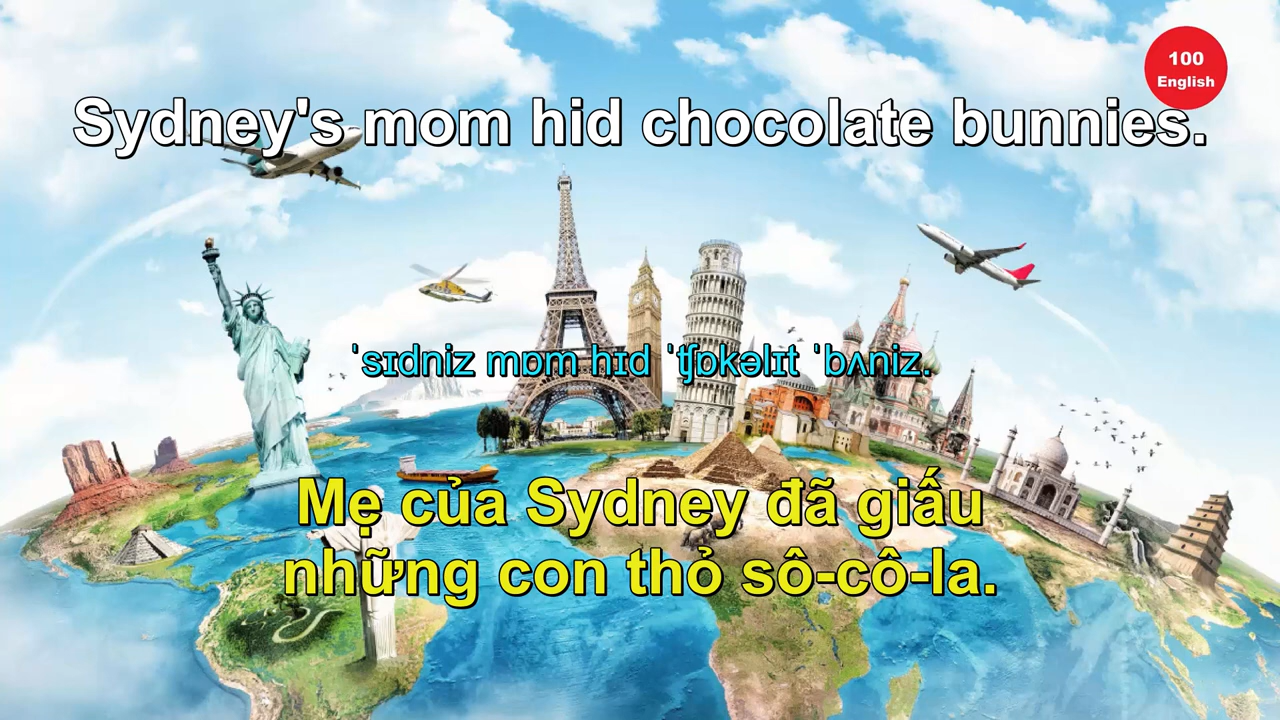 100
English
Sydney's mom hid chocolate bunnies.
ˈsɪdniz mɒm hɪd ˈʧɒkəlɪt ˈbʌniz.
Mẹ của Sydney đã giấu
những con thỏ sô-cô-la.